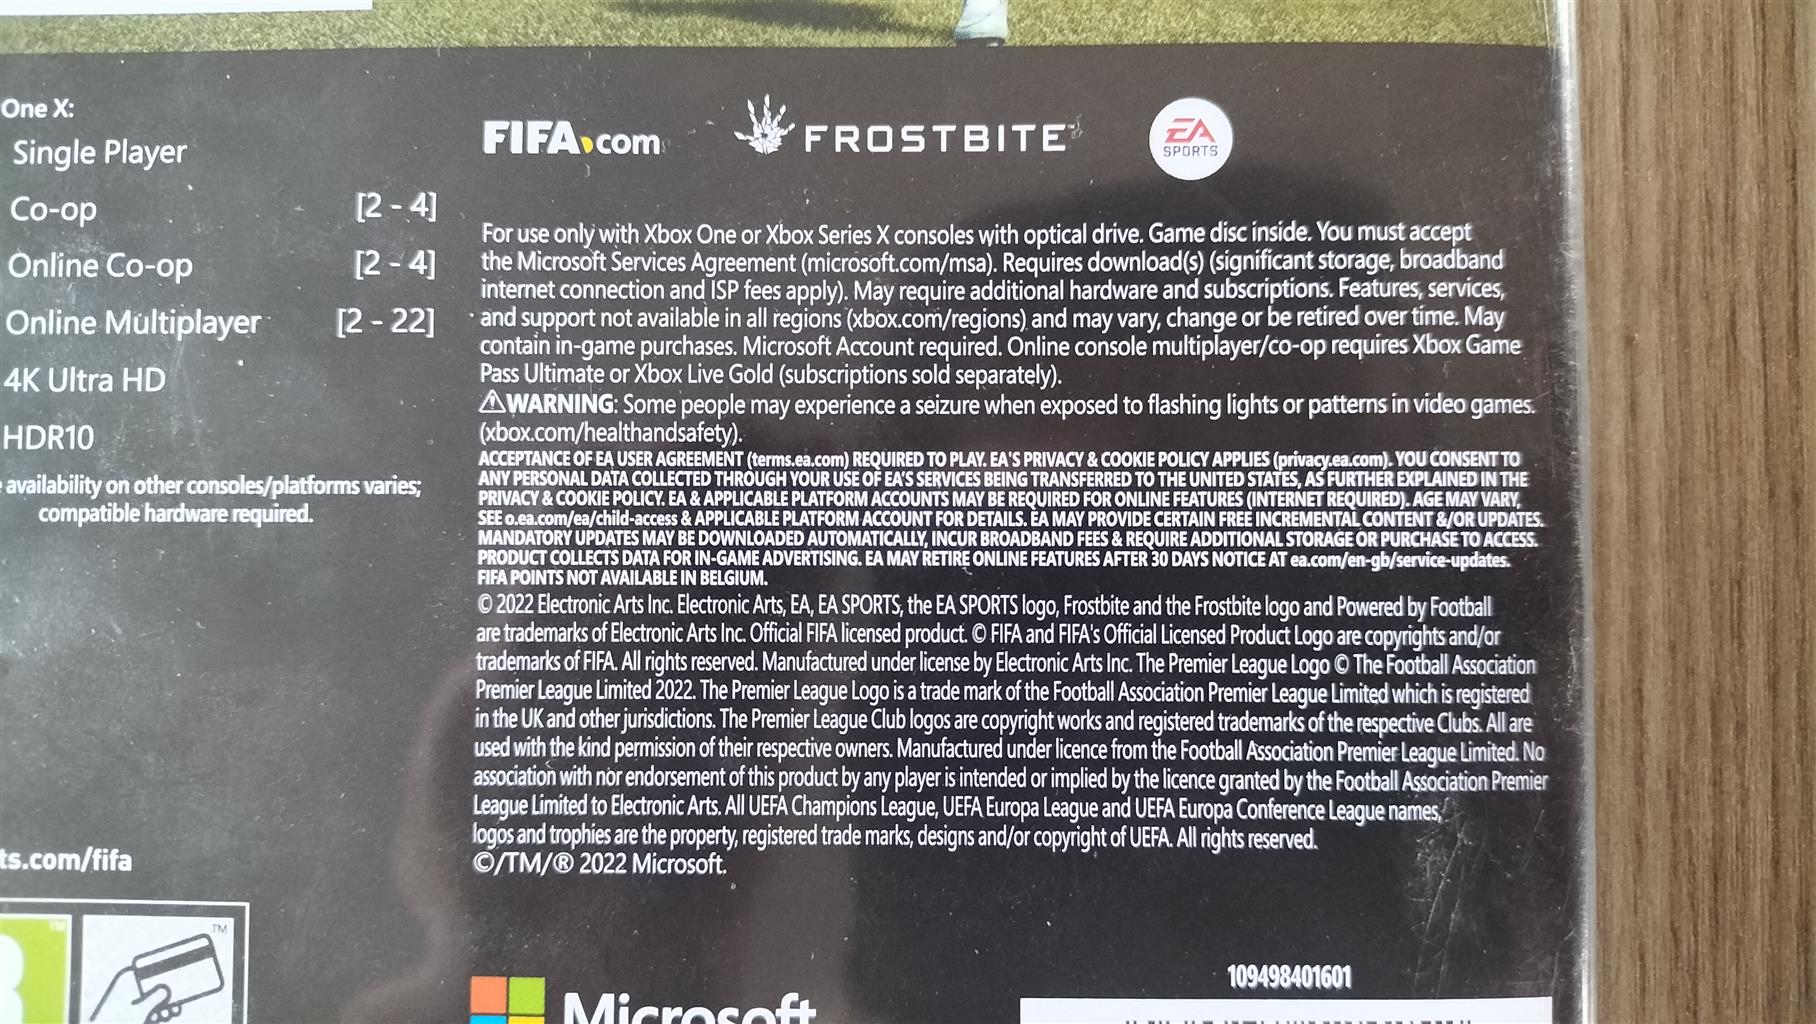 One X:
Single Player
Co-op [2 - 4]
Online Co-op [2 - 4]
Online Multiplayer [2 - 22]
4K Ultra HD
HDR10
availability on other consoles/platforms varies;
compatible hardware required.
ts.com/fifa
TM
TM
FIFA.com
FROSTBITE™
EA
SPORTS
For use only with Xbox One or Xbox Series X consoles with optical drive. Game disc inside. You must accept
the Microsoft Services Agreement (microsoft.com/msa). Requires download(s) (significant storage, broadband
internet connection and ISP fees apply). May require additional hardware and subscriptions. Features, services,
and support not available in all regions (xbox.com/regions) and may vary, change or be retired over time. May
contain in-game purchases. Microsoft Account required. Online console multiplayer/co-op requires Xbox Game
Pass Ultimate or Xbox Live Gold (subscriptions sold separately).
⚠WARNING: Some people may experience a seizure when exposed to flashing lights or patterns in video games.
(xbox.com/healthandsafety).
ACCEPTANCE OF EA USER AGREEMENT (terms.ea.com) REQUIRED TO PLAY. EA'S PRIVACY & COOKIE POLICY APPLIES (privacy.ea.com). YOU CONSENT TO
ANY PERSONAL DATA COLLECTED THROUGH YOUR USE OF EA'S SERVICES BEING TRANSFERRED TO THE UNITED STATES, AS FURTHER EXPLAINED IN THE
PRIVACY & COOKIE POLICY. EA & APPLICABLE PLATFORM ACCOUNTS MAY BE REQUIRED FOR ONLINE FEATURES (INTERNET REQUIRED). AGE MAY VARY,
SEE o.ea.com/ea/child-access & APPLICABLE PLATFORM ACCOUNT FOR DETAILS. EA MAY PROVIDE CERTAIN FREE INCREMENTAL CONTENT &/OR UPDATES.
MANDATORY UPDATES MAY BE DOWNLOADED AUTOMATICALLY, INCUR BROADBAND FEES & REQUIRE ADDITIONAL STORAGE OR PURCHASE TO ACCESS.
PRODUCT COLLECTS DATA FOR IN-GAME ADVERTISING. EA MAY RETIRE ONLINE FEATURES AFTER 30 DAYS NOTICE AT ea.com/en-gb/service-updates.
FIFA POINTS NOT AVAILABLE IN BELGIUM.
© 2022 Electronic Arts Inc. Electronic Arts, EA, EA SPORTS, the EA SPORTS logo, Frostbite and the Frostbite logo and Powered by Football
are trademarks of Electronic Arts Inc. Official FIFA licensed product. © FIFA and FIFA's Official Licensed Product Logo are copyrights and/or
trademarks of FIFA. All rights reserved. Manufactured under license by Electronic Arts Inc. The Premier League Logo © The Football Association
Premier League Limited 2022. The Premier League Logo is a trade mark of the Football Association Premier League Limited which is registered
in the UK and other jurisdictions. The Premier League Club logos are copyright works and registered trademarks of the respective Clubs. All are
used with the kind permission of their respective owners. Manufactured under licence from the Football Association Premier League Limited. No
association with nor endorsement of this product by any player is intended or implied by the licence granted by the Football Association Premier
League Limited to Electronic Arts. All UEFA Champions League, UEFA Europa League and UEFA Europa Conference League names,
logos and trophies are the property, registered trade marks, designs and/or copyright of UEFA. All rights reserved.
©/TM/® 2022 Microsoft.
Microsoft
109498401601